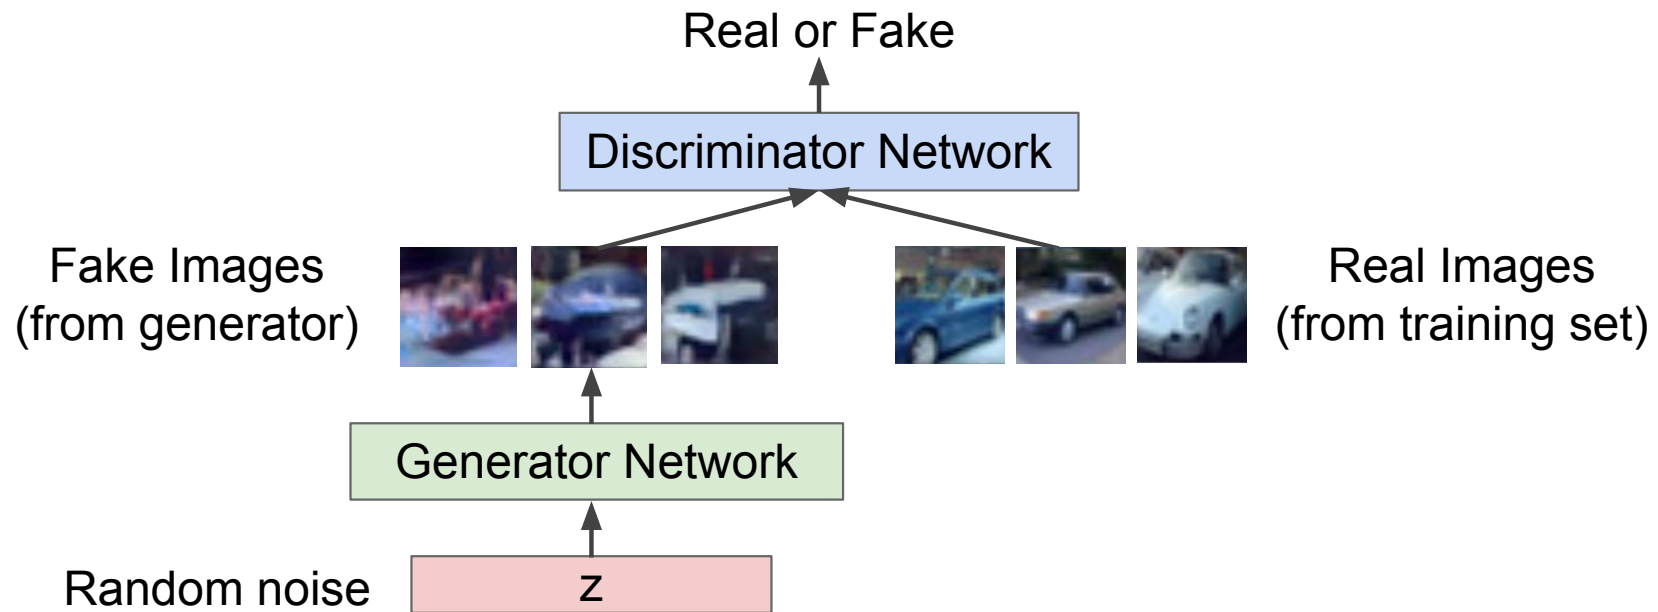 Real or Fake
Discriminator Network
Fake Images
(from generator)
Real Images
(from training set)
Generator Network
Random noise
z